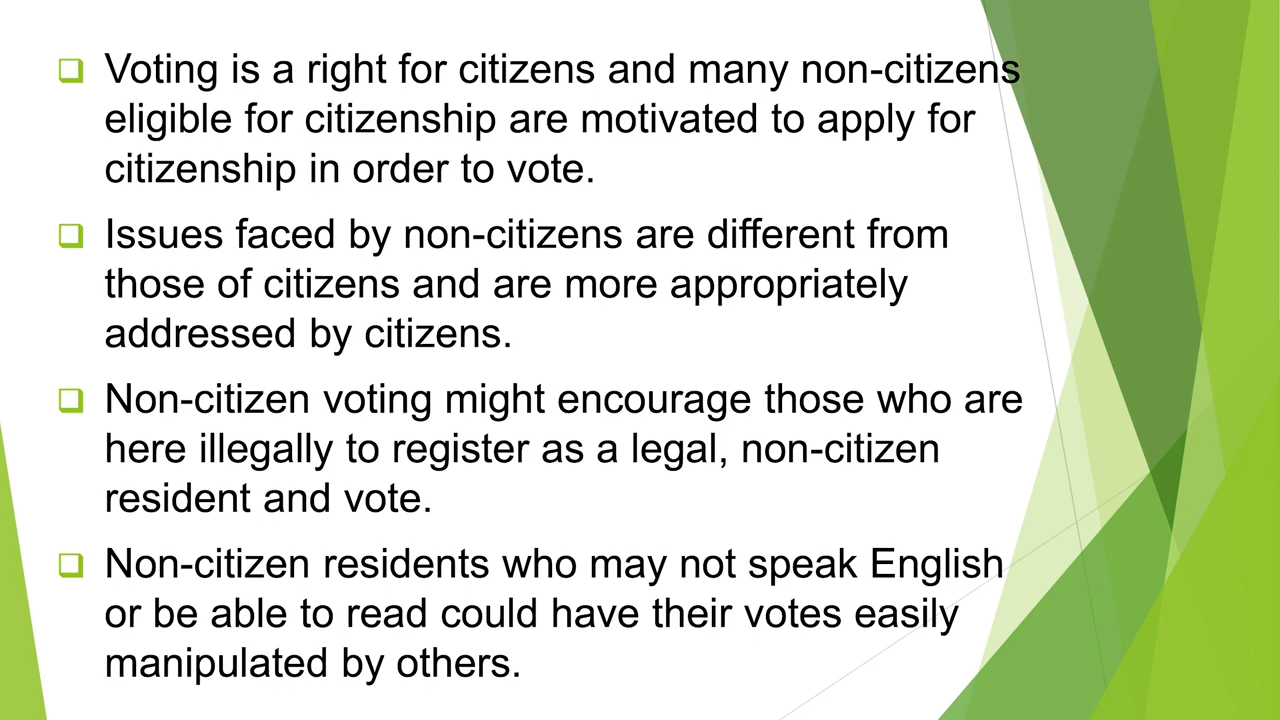 Voting is a right for citizens and many non-citizens
eligible for citizenship are motivated to apply for
citizenship in order to vote.
Issues faced by non-citizens are different from
those of citizens and are more appropriately
addressed by citizens.
Non-citizen voting might encourage those who are
here illegally to register as a legal, non-citizen
resident and vote.
Non-citizen residents who may not speak English
or be able to read could have their votes easily
manipulated by others.